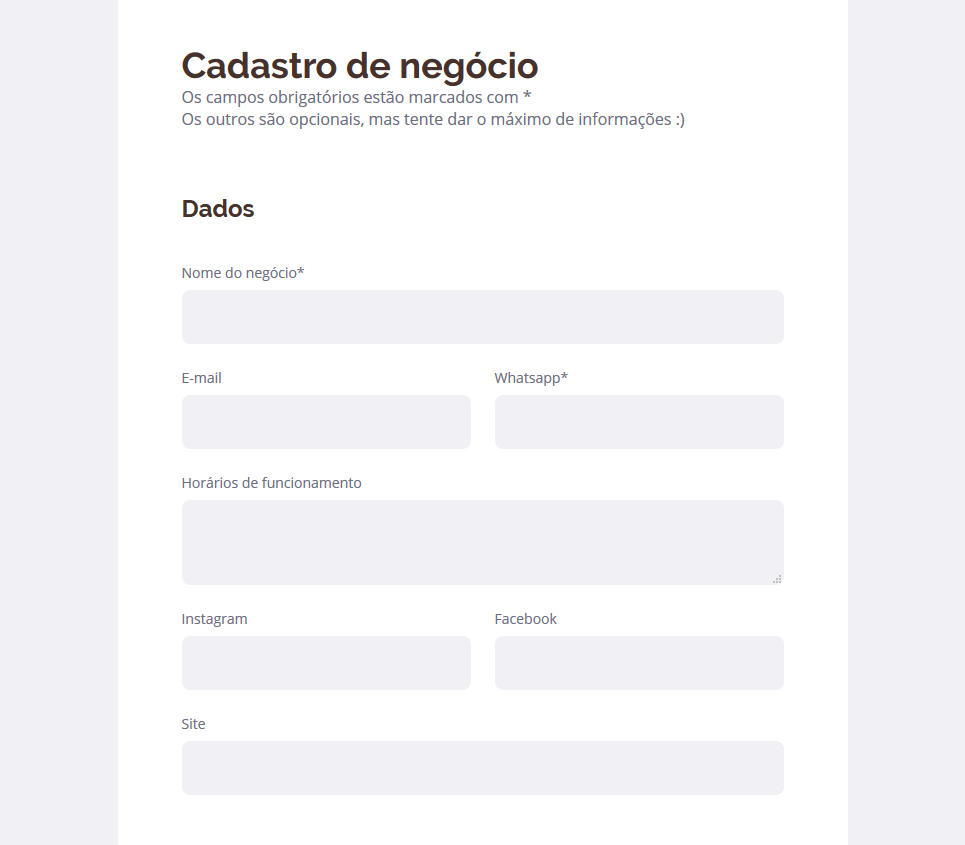 Cadastro de negócio
Os campos obrigatórios estão marcados com *
Os outros são opcionais, mas tente dar o máximo de informações :)
Dados
Nome do negócio*
E-mail
Whatsapp*
Horários de funcionamento
Instagram
Facebook
Site